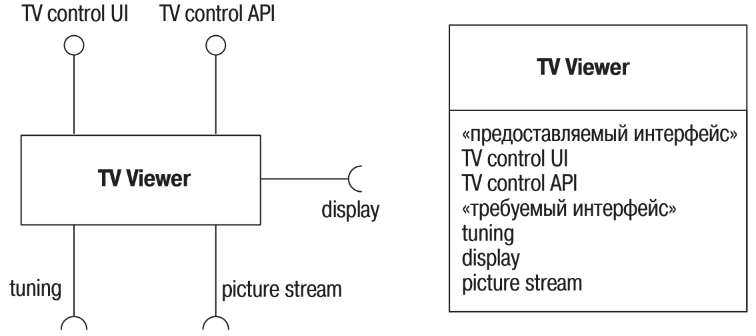 TV control UI
TV control API
TV Viewer
display
tuning
picture stream
TV Viewer
«предоставляемый интерфейс»
TV control UI
TV control API
«требуемый интерфейс»
tuning
display
picture stream